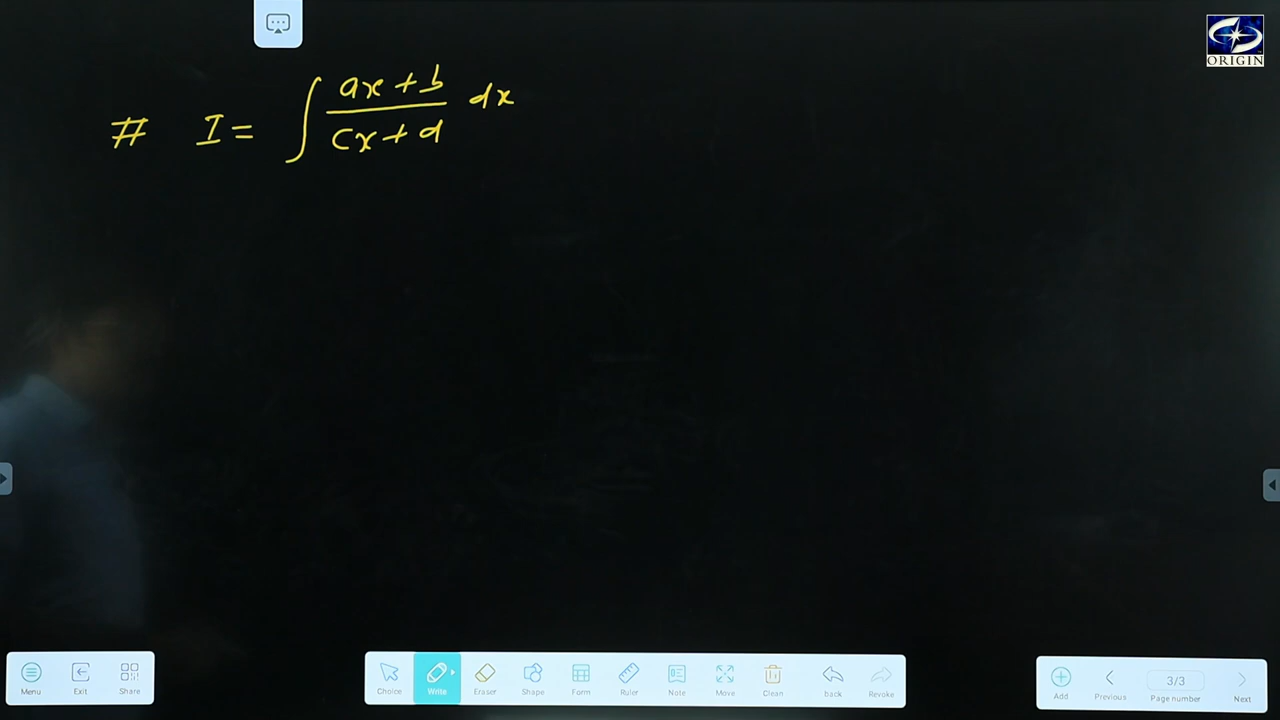 ORIGIN
# I = ∫ (ax + b)/(cx + d) dx
Menu Exit Share
Choice Write Eraser Shape Form Ruler Note Move Clean back Revoke
Add Previous 3/3 Page number Next